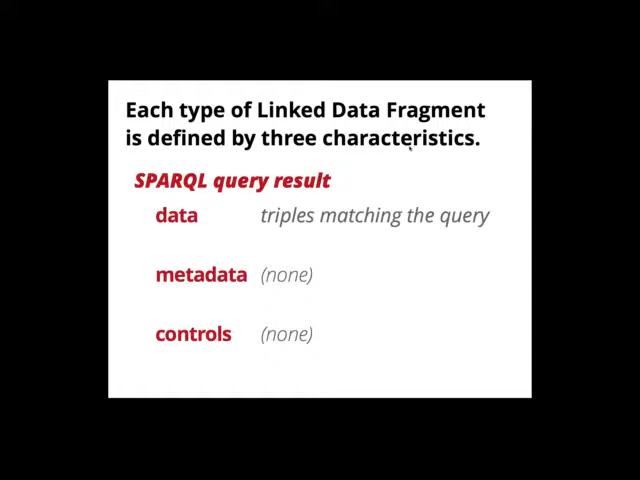 Each type of Linked Data Fragment
is defined by three characteristics.
SPARQL query result
data triples matching the query
metadata (none)
controls (none)